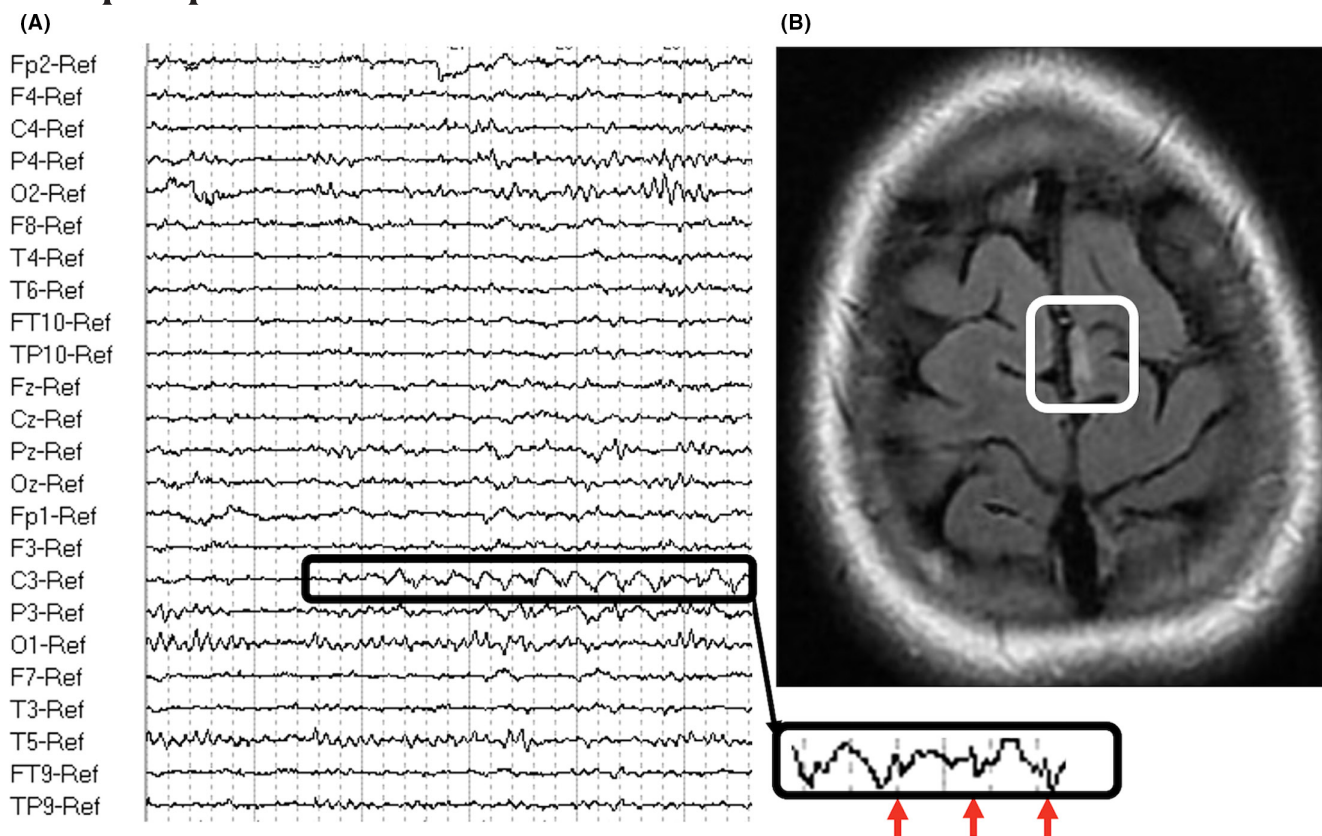 (A)
(B)
Fp2-Ref
F4-Ref
C4-Ref
P4-Ref
O2-Ref
F8-Ref
T4-Ref
T6-Ref
FT10-Ref
TP10-Ref
Fz-Ref
Cz-Ref
Pz-Ref
Oz-Ref
Fp1-Ref
F3-Ref
C3-Ref
P3-Ref
O1-Ref
F7-Ref
T3-Ref
T5-Ref
FT9-Ref
TP9-Ref